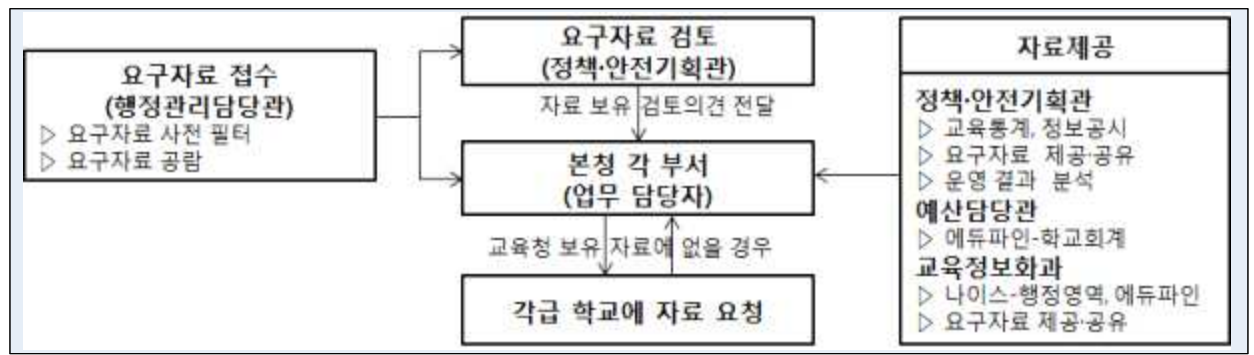 요구자료 접수
(행정관리담당관)
▷ 요구자료 사전 필터
▷ 요구자료 공람
요구자료 검토
(정책·안전기획관)
자료 보유 검토의견 전달
본청 각 부서
(업무 담당자)
교육청 보유 자료에 없을 경우
각급 학교에 자료 요청
자료제공
정책·안전기획관
▷ 교육통계, 정보공시
▷ 요구자료 제공·공유
▷ 운영 결과 분석
예산담당관
▷ 에듀파인-학교회계
교육정보화과
▷ 나이스-행정영역, 에듀파인
▷ 요구자료 제공·공유